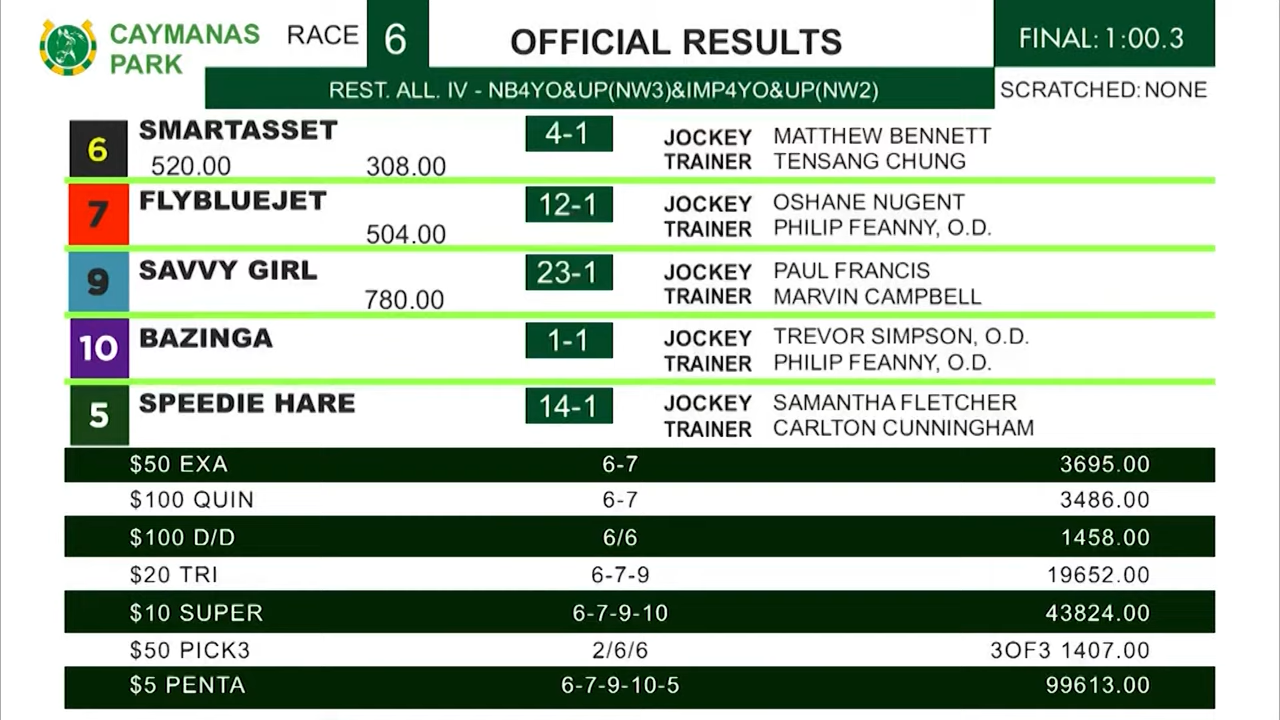 CAYMANAS PARK
RACE 6
OFFICIAL RESULTS
FINAL: 1:00.3
REST. ALL. IV - NB4YO&UP(NW3)&IMP4YO&UP(NW2)
SCRATCHED: NONE
6 SMARTASSET 4-1 JOCKEY MATTHEW BENNETT
520.00 308.00 TRAINER TENSANG CHUNG
7 FLYBLUEJET 12-1 JOCKEY OSHANE NUGENT
504.00 TRAINER PHILIP FEANNY, O.D.
9 SAVVY GIRL 23-1 JOCKEY PAUL FRANCIS
780.00 TRAINER MARVIN CAMPBELL
10 BAZINGA 1-1 JOCKEY TREVOR SIMPSON, O.D.
TRAINER PHILIP FEANNY, O.D.
5 SPEEDIE HARE 14-1 JOCKEY SAMANTHA FLETCHER
TRAINER CARLTON CUNNINGHAM
$50 EXA 6-7 3695.00
$100 QUIN 6-7 3486.00
$100 D/D 6/6 1458.00
$20 TRI 6-7-9 19652.00
$10 SUPER 6-7-9-10 43824.00
$50 PICK3 2/6/6 3OF3 1407.00
$5 PENTA 6-7-9-10-5 99613.00